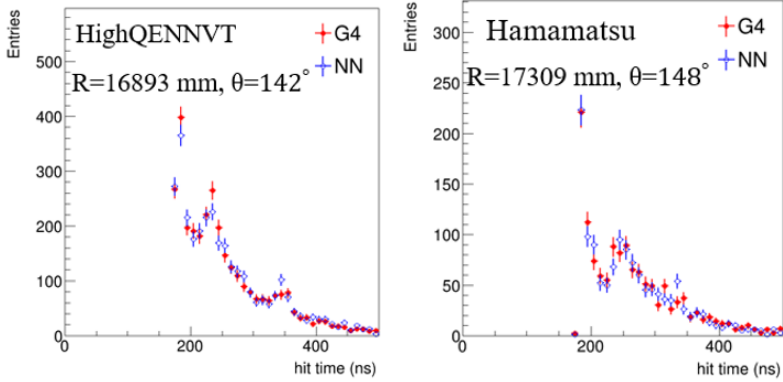 Entries
HighQENNVT
G4
NN
R=16893 mm, θ=142°
500
400
300
200
100
0
0
200
400
hit time (ns)
Entries
Hamamatsu
G4
NN
R=17309 mm, θ=148°
300
250
200
150
100
50
0
0
200
400
hit time (ns)